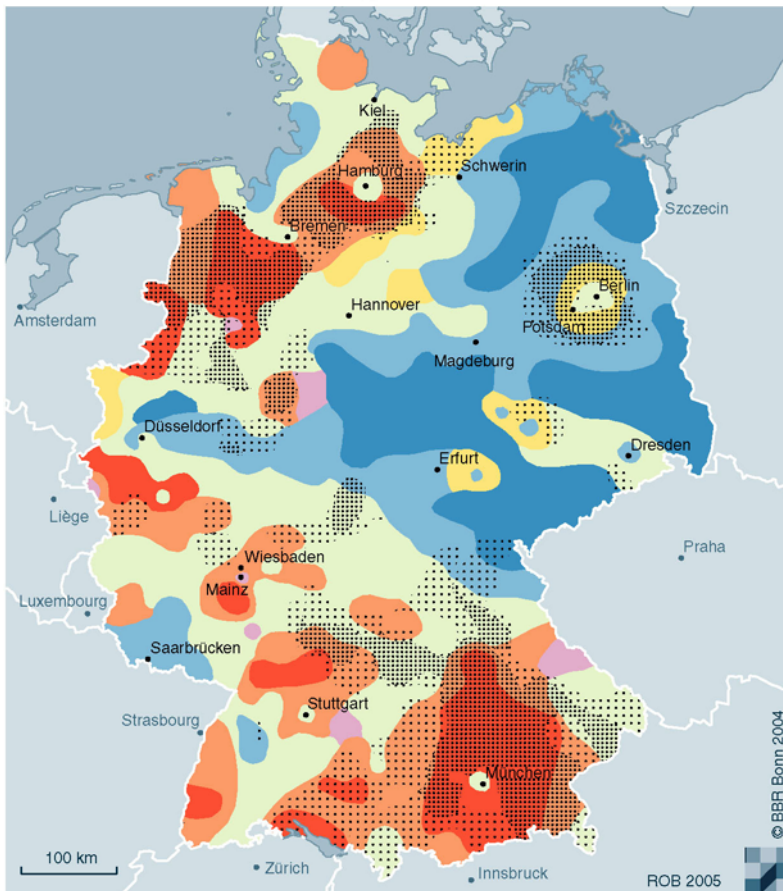 Kiel
Hamburg
Schwerin
Szczecin
Bremen
Berlin
Amsterdam
Hannover
Potsdam
Magdeburg
Düsseldorf
Dresden
Erfurt
Liège
Praha
Wiesbaden
Mainz
Luxembourg
Saarbrücken
Stuttgart
Strasbourg
München
100 km
Zürich
Innsbruck
ROB 2005
© BBR Bonn 2004